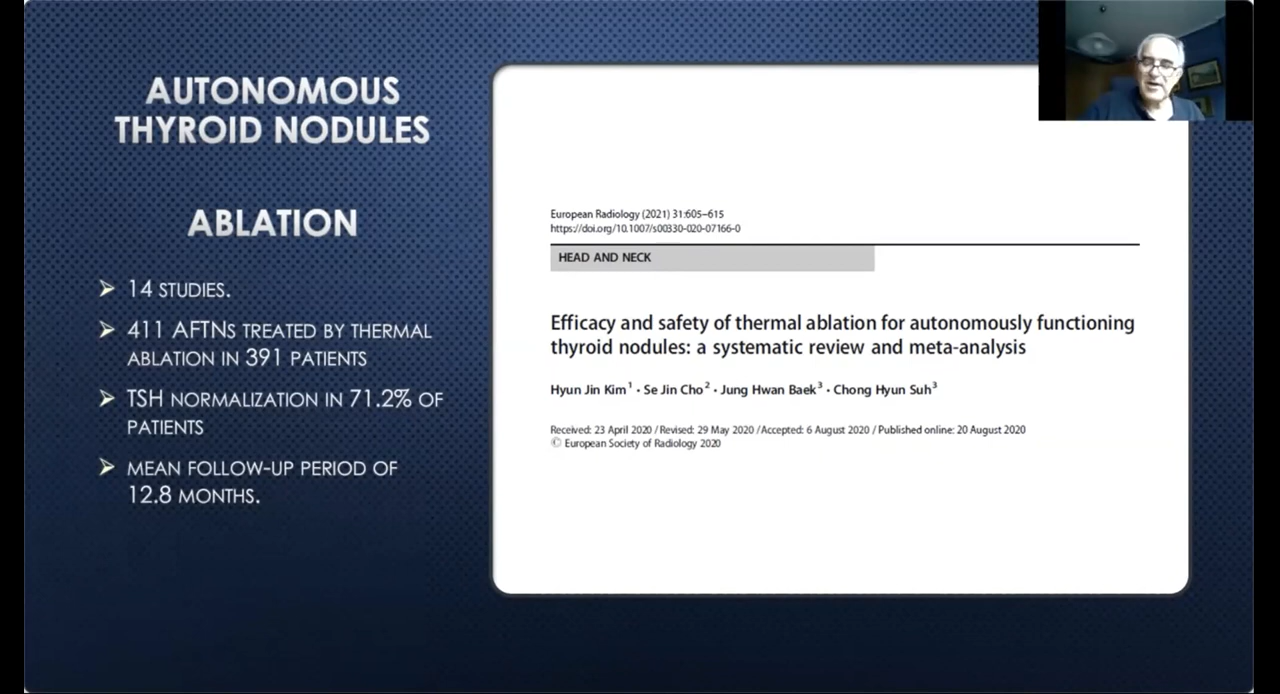 AUTONOMOUS
THYROID NODULES
ABLATION
14 STUDIES.
411 AFTNS TREATED BY THERMAL
ABLATION IN 391 PATIENTS
TSH NORMALIZATION IN 71.2% OF
PATIENTS
MEAN FOLLOW-UP PERIOD OF
12.8 MONTHS.
European Radiology (2021) 31:605–615
https://doi.org/10.1007/s00330-020-07166-0
HEAD AND NECK
Efficacy and safety of thermal ablation for autonomously functioning
thyroid nodules: a systematic review and meta-analysis
Hyun Jin Kim1 · Se Jin Cho2 · Jung Hwan Baek3 · Chong Hyun Suh3
Received: 23 April 2020 / Revised: 29 May 2020 / Accepted: 6 August 2020 / Published online: 20 August 2020
© European Society of Radiology 2020